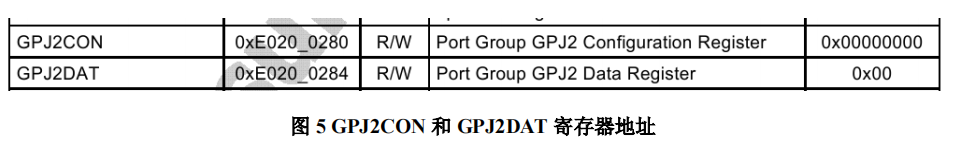 GPJ2CON 0xE020_0280 R/W Port Group GPJ2 Configuration Register 0x00000000
GPJ2DAT 0xE020_0284 R/W Port Group GPJ2 Data Register 0x00
图 5 GPJ2CON 和 GPJ2DAT 寄存器地址